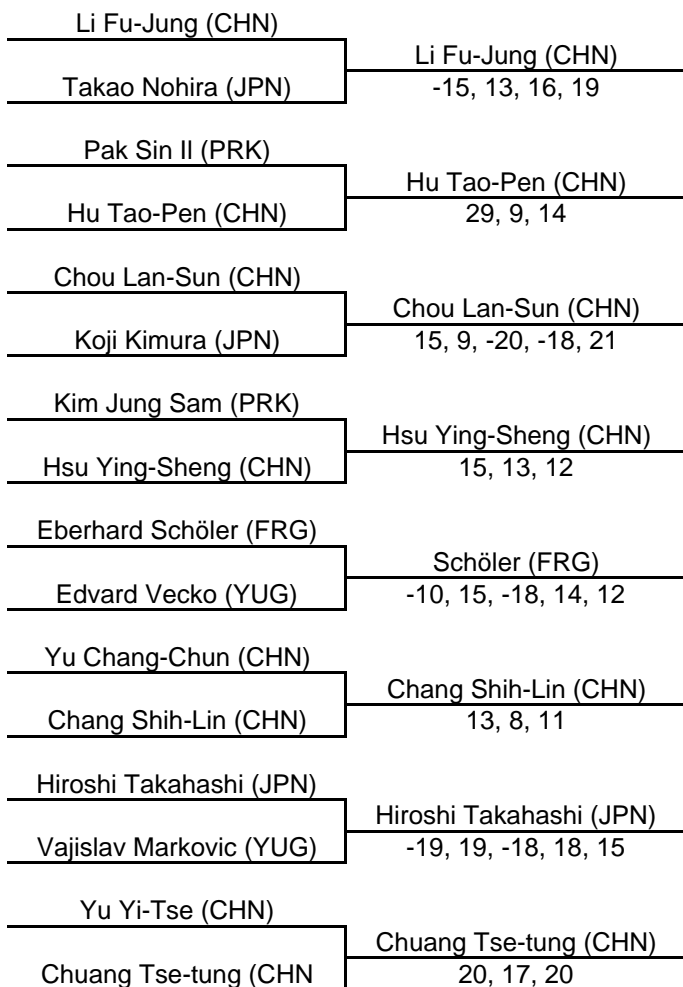 Li Fu-Jung (CHN)
Li Fu-Jung (CHN)
Takao Nohira (JPN)
-15, 13, 16, 19
Pak Sin Il (PRK)
Hu Tao-Pen (CHN)
Hu Tao-Pen (CHN)
29, 9, 14
Chou Lan-Sun (CHN)
Chou Lan-Sun (CHN)
Koji Kimura (JPN)
15, 9, -20, -18, 21
Kim Jung Sam (PRK)
Hsu Ying-Sheng (CHN)
Hsu Ying-Sheng (CHN)
15, 13, 12
Eberhard Schöler (FRG)
Schöler (FRG)
Edvard Vecko (YUG)
-10, 15, -18, 14, 12
Yu Chang-Chun (CHN)
Chang Shih-Lin (CHN)
Chang Shih-Lin (CHN)
13, 8, 11
Hiroshi Takahashi (JPN)
Hiroshi Takahashi (JPN)
Vajislav Markovic (YUG)
-19, 19, -18, 18, 15
Yu Yi-Tse (CHN)
Chuang Tse-tung (CHN)
Chuang Tse-tung (CHN
20, 17, 20